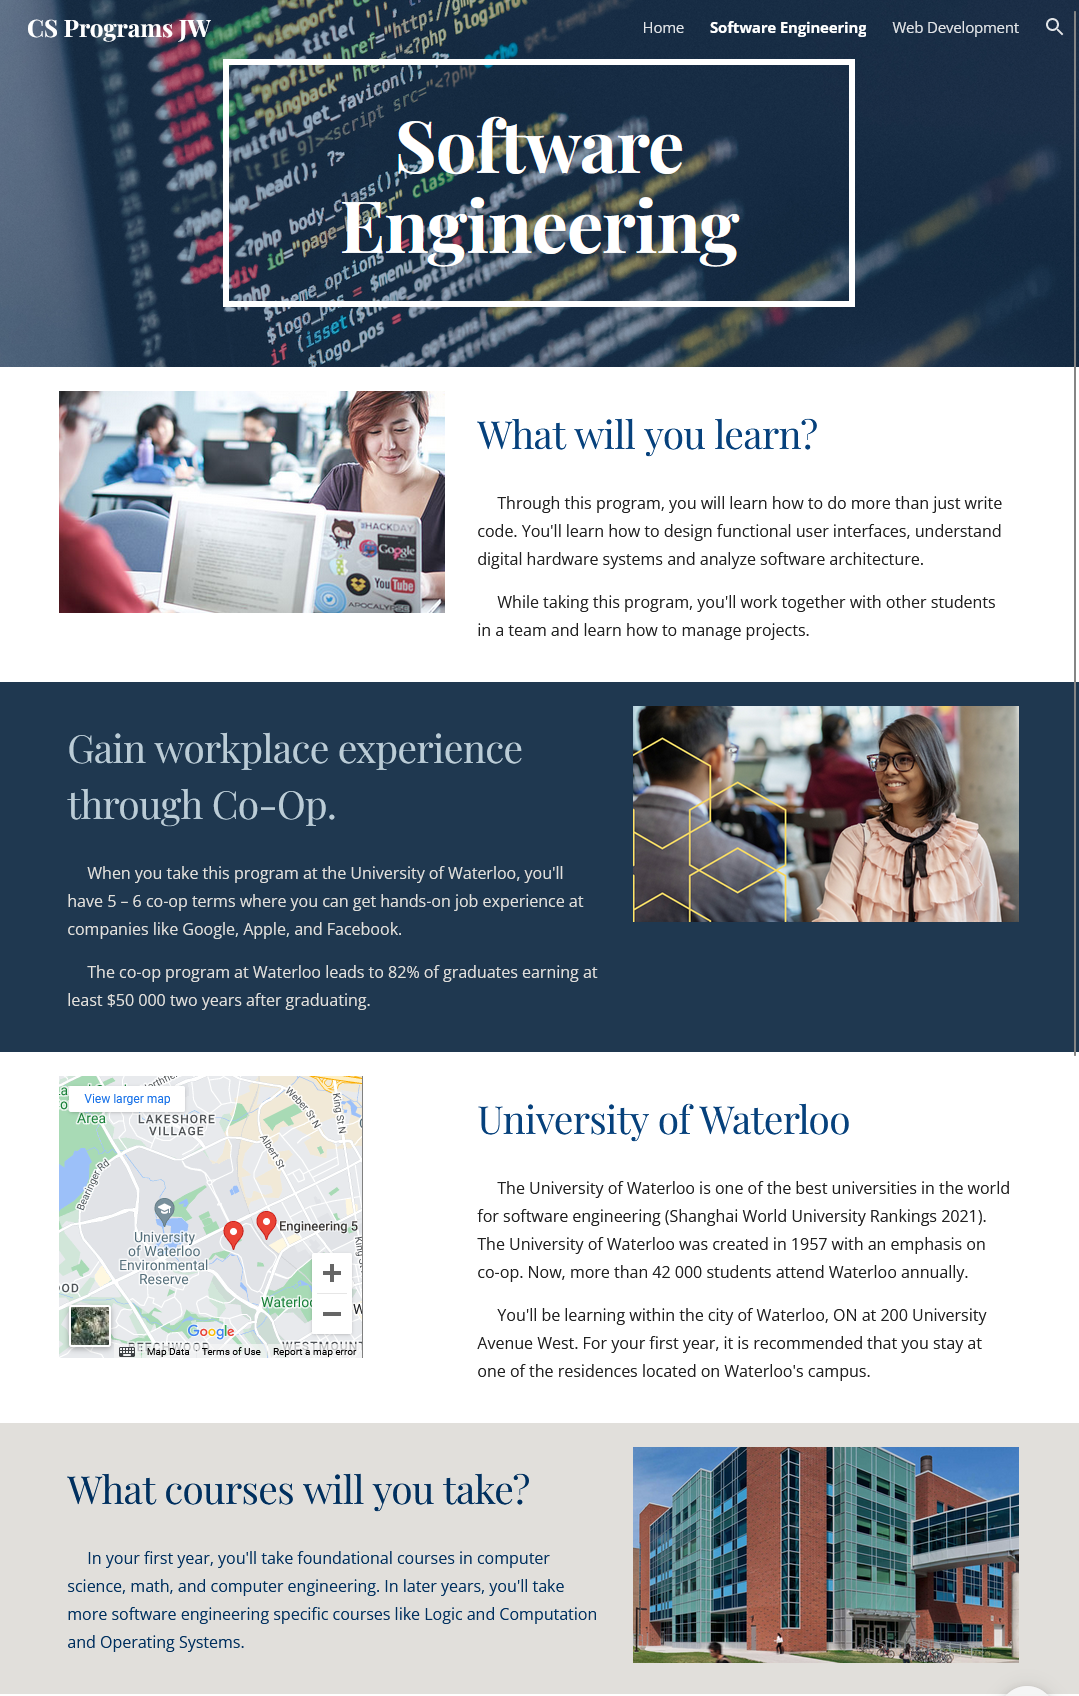 CS Programs JW
Home
Software Engineering
Web Development
Software
Engineering
What will you learn?
Through this program, you will learn how to do more than just write
code. You'll learn how to design functional user interfaces, understand
digital hardware systems and analyze software architecture.
While taking this program, you'll work together with other students
in a team and learn how to manage projects.
HACKDAY
Google
YouTube
APOCALYPSE
Gain workplace experience
through Co-Op.
When you take this program at the University of Waterloo, you'll
have 5 – 6 co-op terms where you can get hands-on job experience at
companies like Google, Apple, and Facebook.
The co-op program at Waterloo leads to 82% of graduates earning at
least $50 000 two years after graduating.
View larger map
Area
LAKESHORE
VILLAGE
Weber St N
King St N
Albert St
Bearinger Rd
Engineering 5
University
of Waterloo
Environmental
Reserve
Google
BEECHWOOD
Map Data
Terms of Use
Report a map error
University of Waterloo
The University of Waterloo is one of the best universities in the world
for software engineering (Shanghai World University Rankings 2021).
The University of Waterloo was created in 1957 with an emphasis on
co-op. Now, more than 42 000 students attend Waterloo annually.
You'll be learning within the city of Waterloo, ON at 200 University
Avenue West. For your first year, it is recommended that you stay at
one of the residences located on Waterloo's campus.
What courses will you take?
In your first year, you'll take foundational courses in computer
science, math, and computer engineering. In later years, you'll take
more software engineering specific courses like Logic and Computation
and Operating Systems.